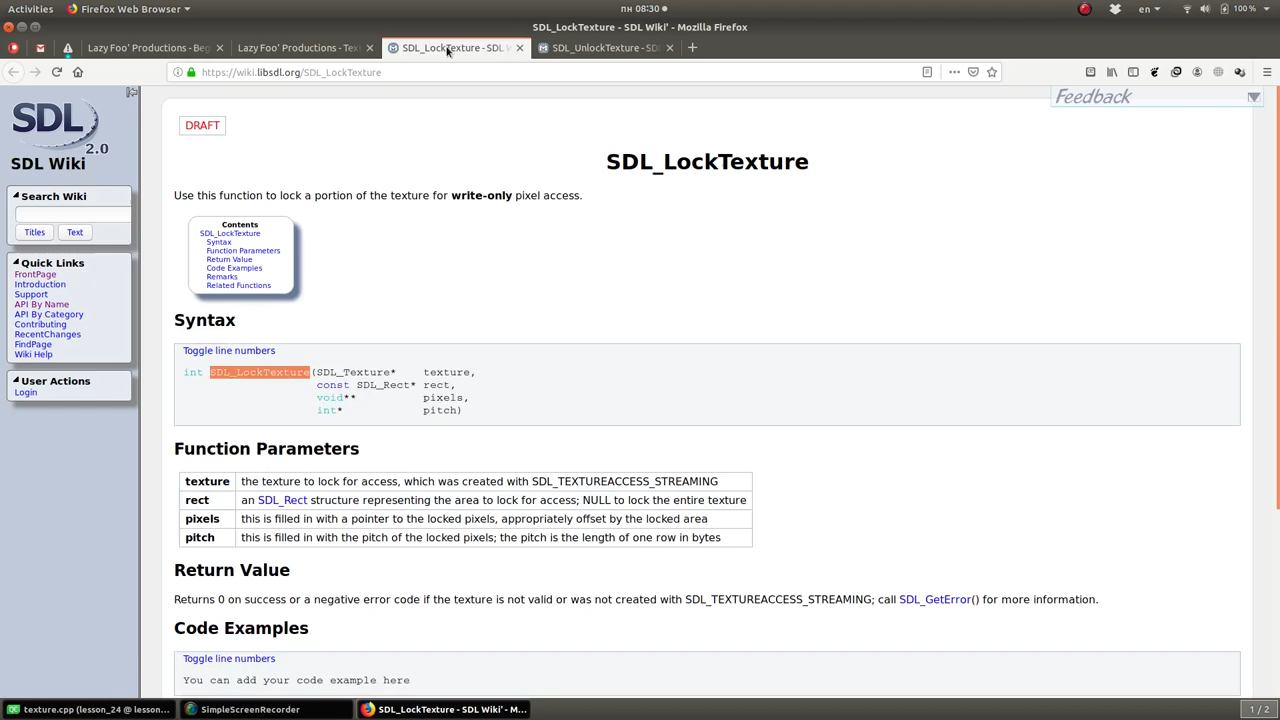 Activities
Firefox Web Browser
пн 08:30
en
100 %
SDL_LockTexture - SDL Wiki' - Mozilla Firefox
Lazy Foo' Productions - Beg
Lazy Foo' Productions - Tex
SDL_LockTexture - SDL W
SDL_UnlockTexture - SDL
https://wiki.libsdl.org/SDL_LockTexture
SDL
2.0
SDL Wiki
Search Wiki
Titles
Text
Quick Links
FrontPage
Introduction
Support
API By Name
API By Category
Contributing
RecentChanges
FindPage
Wiki Help
User Actions
Login
Feedback
DRAFT
SDL_LockTexture
Use this function to lock a portion of the texture for write-only pixel access.
Contents
SDL_LockTexture
Syntax
Function Parameters
Return Value
Code Examples
Remarks
Related Functions
Syntax
Toggle line numbers
int SDL_LockTexture(SDL_Texture* texture,
const SDL_Rect* rect,
void** pixels,
int* pitch)
Function Parameters
texture the texture to lock for access, which was created with SDL_TEXTUREACCESS_STREAMING
rect an SDL_Rect structure representing the area to lock for access; NULL to lock the entire texture
pixels this is filled in with a pointer to the locked pixels, appropriately offset by the locked area
pitch this is filled in with the pitch of the locked pixels; the pitch is the length of one row in bytes
Return Value
Returns 0 on success or a negative error code if the texture is not valid or was not created with SDL_TEXTUREACCESS_STREAMING; call SDL_GetError() for more information.
Code Examples
Toggle line numbers
You can add your code example here
texture.cpp (lesson_24 @ lesson...
SimpleScreenRecorder
SDL_LockTexture - SDL Wiki' - M...
1 / 2